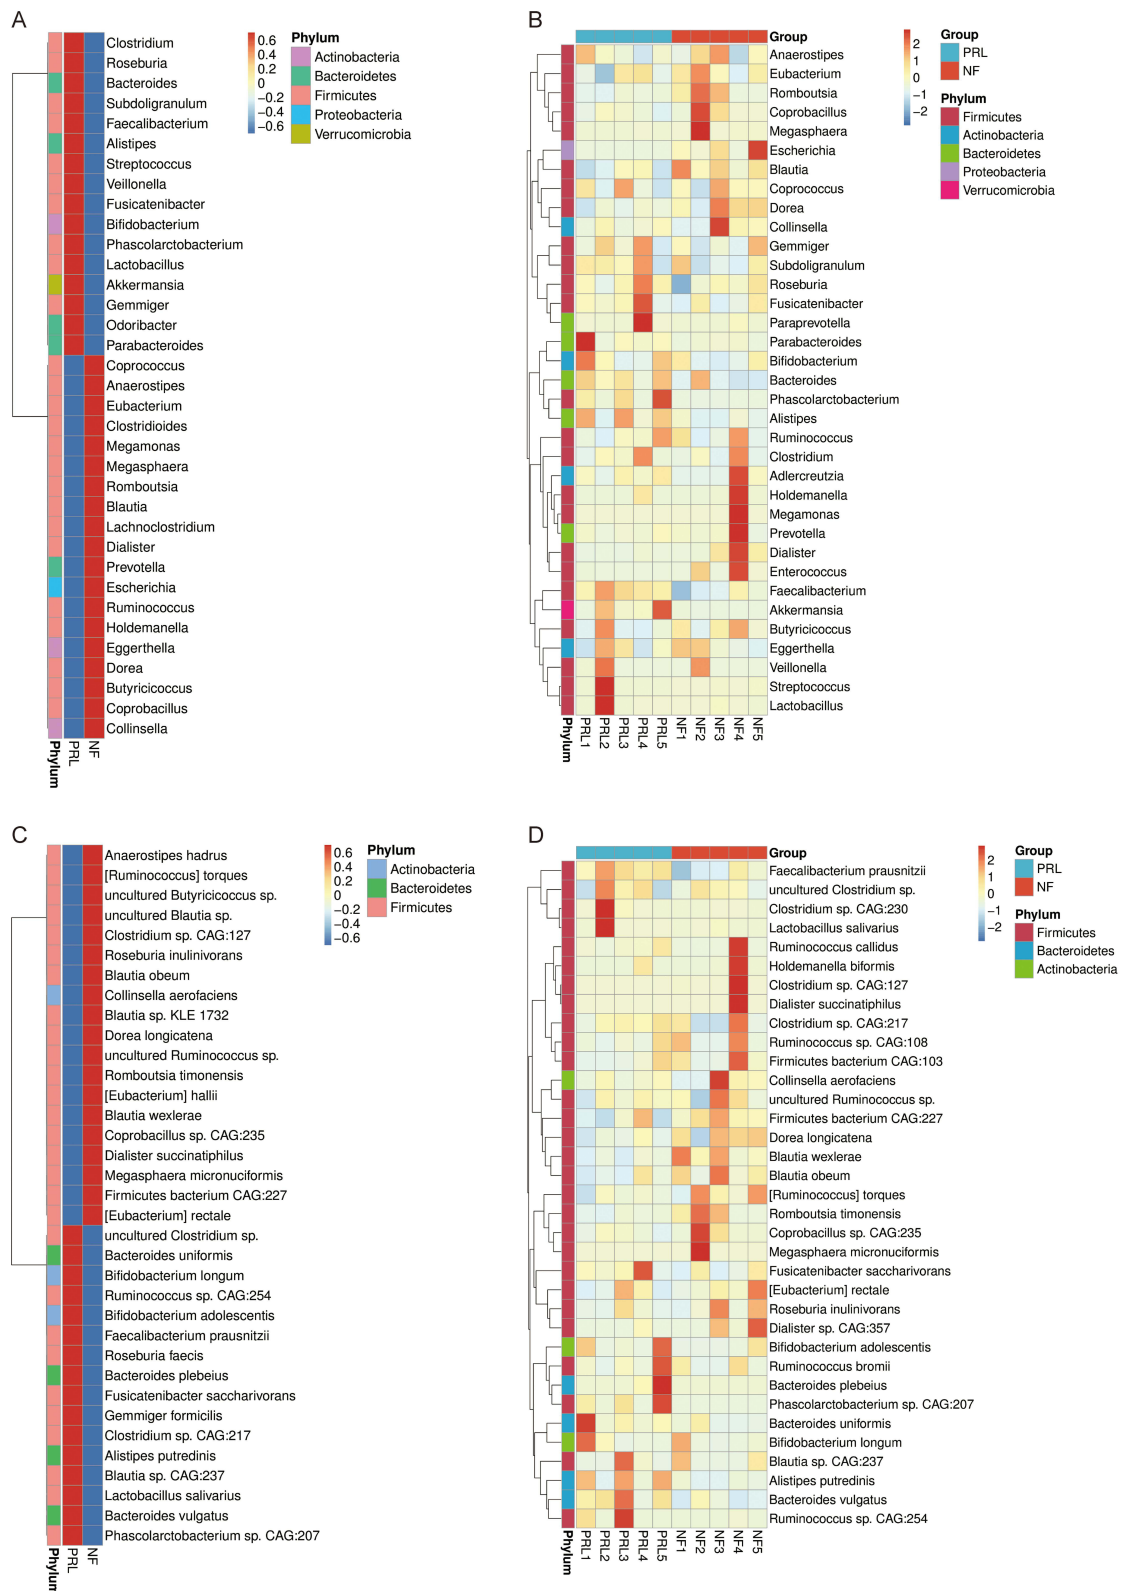 A
Clostridium
Roseburia
Bacteroides
Subdoligranulum
Faecalibacterium
Alistipes
Streptococcus
Veillonella
Fusicatenibacter
Bifidobacterium
Phascolarctobacterium
Lactobacillus
Akkermansia
Gemmiger
Odoribacter
Parabacteroides
Coprococcus
Anaerostipes
Eubacterium
Clostridioides
Megamonas
Megasphaera
Romboutsia
Blautia
Lachnoclostridium
Dialister
Prevotella
Escherichia
Ruminococcus
Holdemanella
Eggerthella
Dorea
Butyricicoccus
Coprobacillus
Collinsella
Phylum
PRL
NF
0.6
0.4
0.2
0
−0.2
−0.4
−0.6
Phylum
Actinobacteria
Bacteroidetes
Firmicutes
Proteobacteria
Verrucomicrobia
B
Group
Anaerostipes
Eubacterium
Romboutsia
Coprobacillus
Megasphaera
Escherichia
Blautia
Coprococcus
Dorea
Collinsella
Gemmiger
Subdoligranulum
Roseburia
Fusicatenibacter
Paraprevotella
Parabacteroides
Bifidobacterium
Bacteroides
Phascolarctobacterium
Alistipes
Ruminococcus
Clostridium
Adlercreutzia
Holdemanella
Megamonas
Prevotella
Dialister
Enterococcus
Faecalibacterium
Akkermansia
Butyricicoccus
Eggerthella
Veillonella
Streptococcus
Lactobacillus
Phylum
PRL1
PRL2
PRL3
PRL4
PRL5
NF1
NF2
NF3
NF4
NF5
2
1
0
−1
−2
Group
PRL
NF
Phylum
Firmicutes
Actinobacteria
Bacteroidetes
Proteobacteria
Verrucomicrobia
C
Anaerostipes hadrus
[Ruminococcus] torques
uncultured Butyricicoccus sp.
uncultured Blautia sp.
Clostridium sp. CAG:127
Roseburia inulinivorans
Blautia obeum
Collinsella aerofaciens
Blautia sp. KLE 1732
Dorea longicatena
uncultured Ruminococcus sp.
Romboutsia timonensis
[Eubacterium] hallii
Blautia wexlerae
Coprobacillus sp. CAG:235
Dialister succinatiphilus
Megasphaera micronuciformis
Firmicutes bacterium CAG:227
[Eubacterium] rectale
uncultured Clostridium sp.
Bacteroides uniformis
Bifidobacterium longum
Ruminococcus sp. CAG:254
Bifidobacterium adolescentis
Faecalibacterium prausnitzii
Roseburia faecis
Bacteroides plebeius
Fusicatenibacter saccharivorans
Gemmiger formicilis
Clostridium sp. CAG:217
Alistipes putredinis
Blautia sp. CAG:237
Lactobacillus salivarius
Bacteroides vulgatus
Phascolarctobacterium sp. CAG:207
Phylum
PRL
NF
0.6
0.4
0.2
0
−0.2
−0.4
−0.6
Phylum
Actinobacteria
Bacteroidetes
Firmicutes
D
Group
Faecalibacterium prausnitzii
uncultured Clostridium sp.
Clostridium sp. CAG:230
Lactobacillus salivarius
Ruminococcus callidus
Holdemanella biformis
Clostridium sp. CAG:127
Dialister succinatiphilus
Clostridium sp. CAG:217
Ruminococcus sp. CAG:108
Firmicutes bacterium CAG:103
Collinsella aerofaciens
uncultured Ruminococcus sp.
Firmicutes bacterium CAG:227
Dorea longicatena
Blautia wexlerae
Blautia obeum
[Ruminococcus] torques
Romboutsia timonensis
Coprobacillus sp. CAG:235
Megasphaera micronuciformis
Fusicatenibacter saccharivorans
[Eubacterium] rectale
Roseburia inulinivorans
Dialister sp. CAG:357
Bifidobacterium adolescentis
Ruminococcus bromii
Bacteroides plebeius
Phascolarctobacterium sp. CAG:207
Bacteroides uniformis
Bifidobacterium longum
Blautia sp. CAG:237
Alistipes putredinis
Bacteroides vulgatus
Ruminococcus sp. CAG:254
Phylum
PRL1
PRL2
PRL3
PRL4
PRL5
NF1
NF2
NF3
NF4
NF5
2
1
0
−1
−2
Group
PRL
NF
Phylum
Firmicutes
Bacteroidetes
Actinobacteria